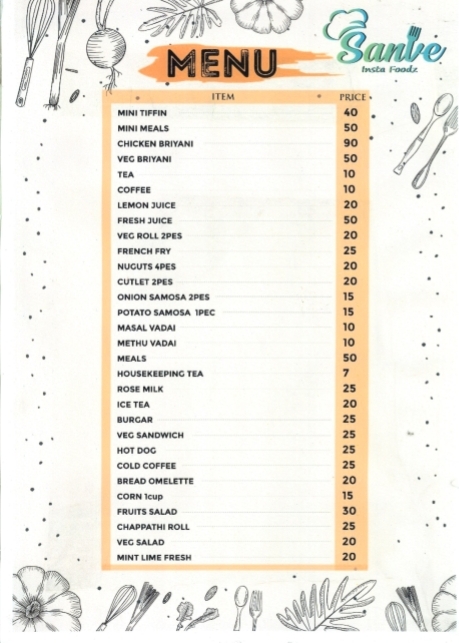 MENU
Sanve
Insta Foodz
ITEM PRICE
MINI TIFFIN 40
MINI MEALS 50
CHICKEN BRIYANI 90
VEG BRIYANI 50
TEA 10
COFFEE 10
LEMON JUICE 20
FRESH JUICE 50
VEG ROLL 2PES 20
FRENCH FRY 25
NUGUTS 4PES 20
CUTLET 2PES 20
ONION SAMOSA 2PES 15
POTATO SAMOSA 1PEC 15
MASAL VADAI 10
METHU VADAI 10
MEALS 50
HOUSEKEEPING TEA 7
ROSE MILK 25
ICE TEA 20
BURGAR 25
VEG SANDWICH 25
HOT DOG 25
COLD COFFEE 25
BREAD OMELETTE 20
CORN 1cup 15
FRUITS SALAD 30
CHAPPATHI ROLL 25
VEG SALAD 20
MINT LIME FRESH 20